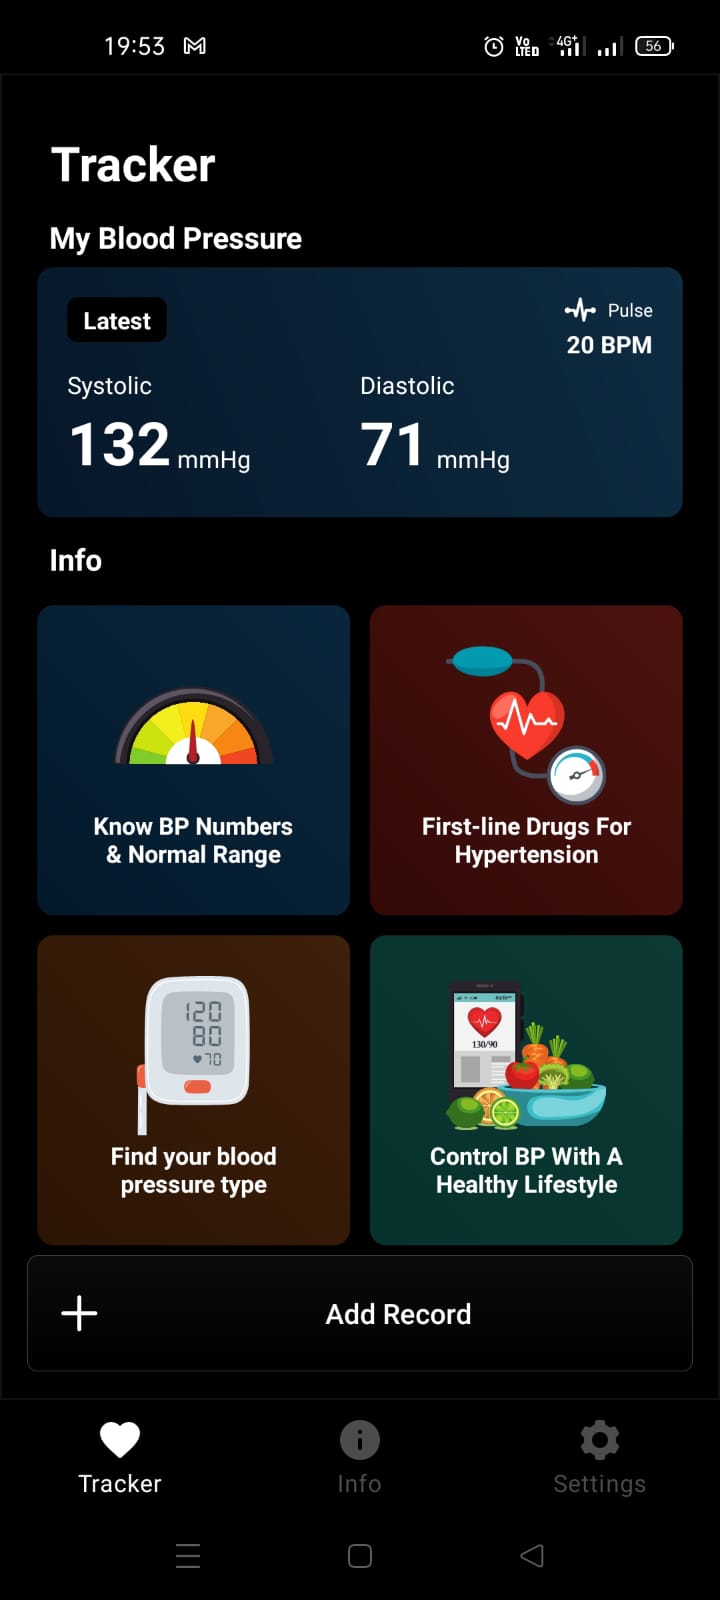 19:53
Vo
LTED
4G+
56
Tracker
My Blood Pressure
Latest
Pulse
20 BPM
Systolic
Diastolic
132 mmHg
71 mmHg
Info
Know BP Numbers
& Normal Range
First-line Drugs For
Hypertension
120
80
70
130/90
Find your blood
pressure type
Control BP With A
Healthy Lifestyle
Add Record
Tracker
Info
Settings